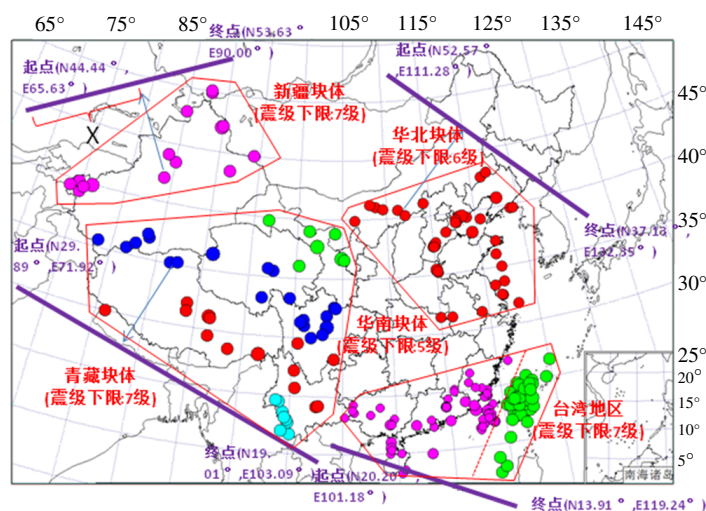 65°  75°  85°  105°  115°  125°  135°  145°
终点(N53.63°,
E90.00°)
起点(N44.44°,
E65.63°)
起点(N52.57°
,E111.28°)
X
新疆块体
(震级下限:7级)
华北块体
(震级下限:6级)
45°
40°
35°
30°
25°
20°
15°
10°
5°
终点(N37.13°,
E132.35°)
起点(N29.
89°,E71.92°)
华南块体
(震级下限:5级)
青藏块体
(震级下限:7级)
台湾地区
(震级下限:7级)
终点(N19.
01°,E103.09°)
起点(N20.20°
E101.18°)
终点(N13.91°,E119.24°)
南海诸岛